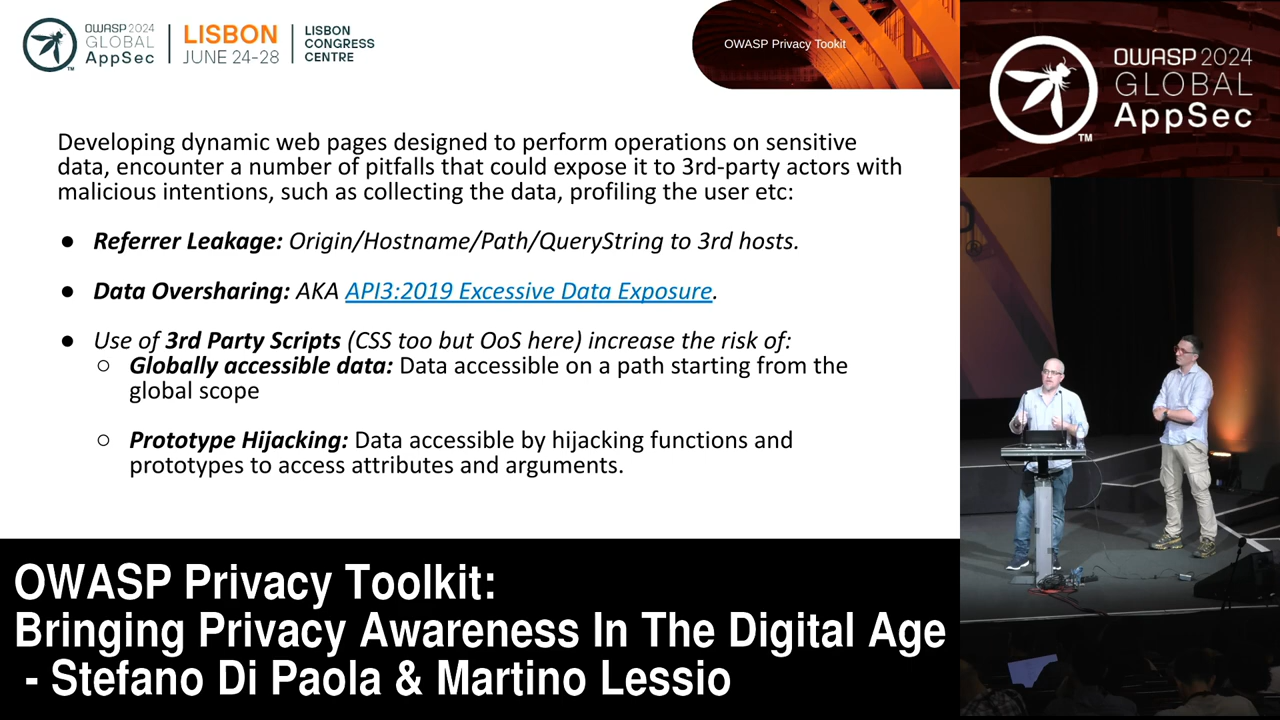 OWASP 2024
GLOBAL
AppSec
TM
LISBON
JUNE 24-28
LISBON
CONGRESS
CENTRE
OWASP Privacy Tookit
OWASP 2024
GLOBAL
AppSec
TM
Developing dynamic web pages designed to perform operations on sensitive
data, encounter a number of pitfalls that could expose it to 3rd-party actors with
malicious intentions, such as collecting the data, profiling the user etc:
● Referrer Leakage: Origin/Hostname/Path/QueryString to 3rd hosts.
● Data Oversharing: AKA API3:2019 Excessive Data Exposure.
● Use of 3rd Party Scripts (CSS too but OoS here) increase the risk of:
○ Globally accessible data: Data accessible on a path starting from the
global scope
○ Prototype Hijacking: Data accessible by hijacking functions and
prototypes to access attributes and arguments.
OWASP Privacy Toolkit:
Bringing Privacy Awareness In The Digital Age
- Stefano Di Paola & Martino Lessio